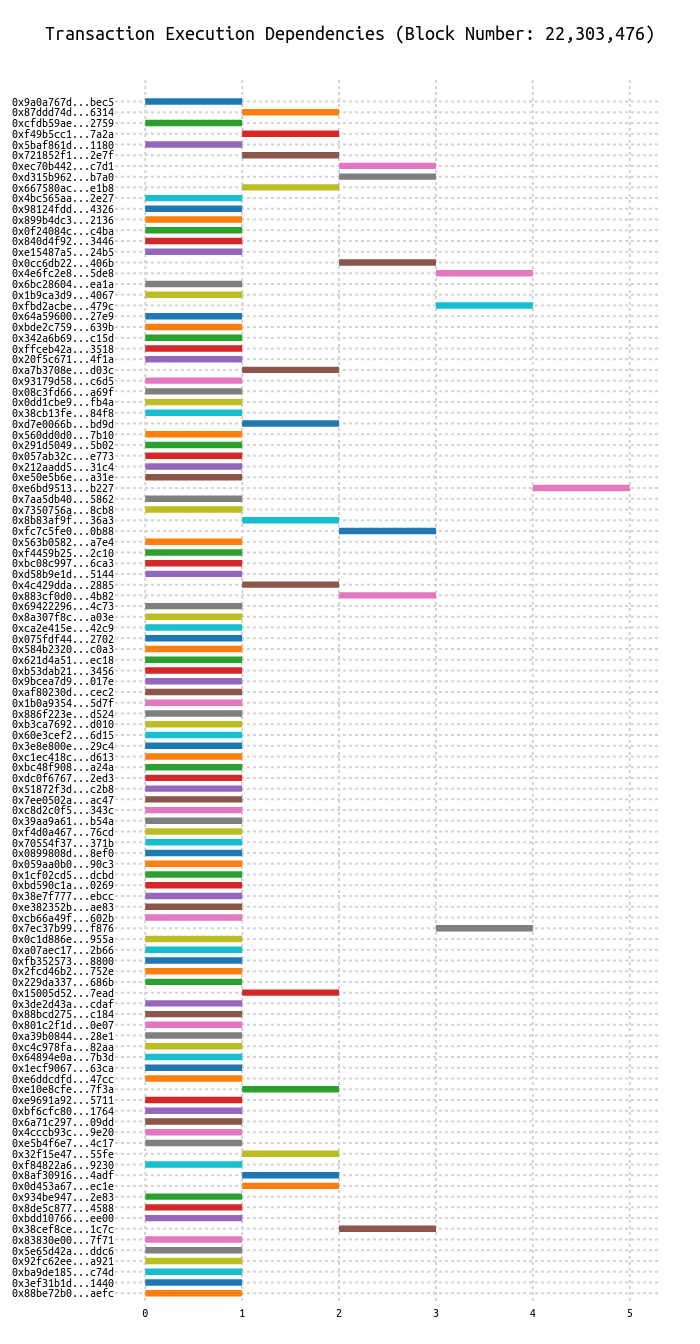 Transaction Execution Dependencies (Block Number: 22,303,476)
0x9a0a767d...bec5
0x87ddd74d...6314
0xcfdb59ae...2759
0xf49b5cc1...7a2a
0x5baf861d...1180
0x721852f1...2e7f
0xec70b442...c7d1
0xd315b962...b7a0
0x667580ac...e1b8
0x4bc565aa...2e27
0x98124fdd...4326
0x899b4dc3...2136
0x0f24084c...c4ba
0x840d4f92...3446
0xe15487a5...24b5
0x0cc6db22...406b
0x4e6fc2e8...5de8
0x6bc28604...ea1a
0x1b9ca3d9...4067
0xfbd2acbe...479c
0x64a59600...27e9
0xbde2c759...639b
0x342a6b69...c15d
0xffceb42a...3518
0x20f5c671...4f1a
0xa7b3708e...d03c
0x93179d58...c6d5
0x08c3fd66...a69f
0x0dd1cbe9...fb4a
0x38cb13fe...84f8
0xd7e0066b...bd9d
0x560dd0d0...7b10
0x291d5049...5b02
0x057ab32c...e773
0x212aadd5...31c4
0xe50e5b6e...a31e
0xe6bd9513...b227
0x7aa5db40...5862
0x7350756a...8cb8
0x8b83af9f...36a3
0xfc7c5fe0...0b88
0x563b0582...a7e4
0xf4459b25...2c10
0xbc08c997...6ca3
0xd58b9e1d...5144
0x4c429dda...2885
0x883cf0d0...4b82
0x69422296...4c73
0x8a307f8c...a03e
0xca2e415e...42c9
0x075fdf44...2702
0x584b2320...c0a3
0x621d4a51...ec18
0xb53dab21...3456
0x9bcea7d9...017e
0xaf80230d...cec2
0x1b0a9354...5d7f
0x886f223e...d524
0xb3ca7692...d010
0x60e3cef2...6d15
0x3e8e800e...29c4
0xc1ec418c...d613
0xbc48f908...a24a
0xdc0f6767...2ed3
0x51872f3d...c2b8
0x7ee0502a...ac47
0xc8d2c0f5...343c
0x39aa9a61...b54a
0xf4d0a467...76cd
0x70554f37...371b
0x0899808d...8ef0
0x059aa0b0...90c3
0x1cf02cd5...dcbd
0xbd590c1a...0269
0x38e7f777...ebcc
0xe382352b...ae83
0xcb66a49f...602b
0x7ec37b99...f876
0x0c1d886e...955a
0xa07aec17...2b66
0xfb352573...8800
0x2fcd46b2...752e
0x229da337...686b
0x15005d52...7ead
0x3de2d43a...cdaf
0x88bcd275...c184
0x801c2f1d...0e07
0xa39b0844...28e1
0xc4c978fa...82aa
0x64894e0a...7b3d
0x1ecf9067...63ca
0xe6ddcdfd...47cc
0xe10e8cfe...7f3a
0xe9691a92...5711
0xbf6cfc80...1764
0x6a71c297...09dd
0x4cccb93c...9e20
0xe5b4f6e7...4c17
0x32f15e47...55fe
0xf84822a6...9230
0x8af30916...4adf
0x0d453a67...ec1e
0x934be947...2e83
0x8de5c877...4588
0xbdd10766...ee00
0x38cef8ce...1c7c
0x83830e00...7f71
0x5e65d42a...ddc6
0x92fc62ee...a921
0xba9de185...c74d
0x3ef31b1d...1440
0x88be72b0...aefc
0 1 2 3 4 5